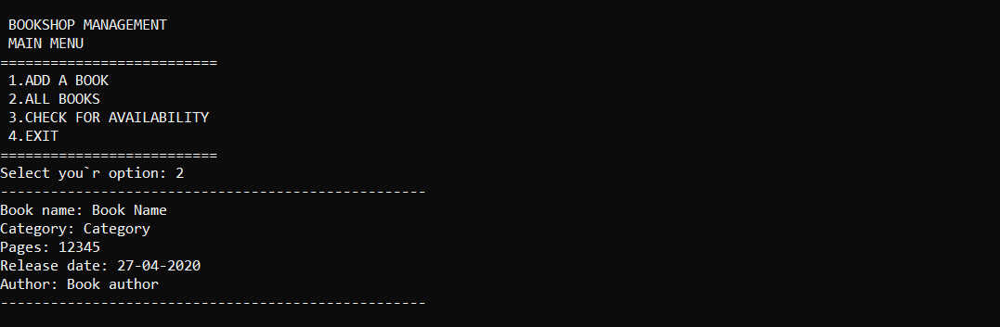 BOOKSHOP MANAGEMENT
MAIN MENU
==========================
1.ADD A BOOK
2.ALL BOOKS
3.CHECK FOR AVAILABILITY
4.EXIT
==========================
Select you`r option: 2
---------------------------------------------------
Book name: Book Name
Category: Category
Pages: 12345
Release date: 27-04-2020
Author: Book author
---------------------------------------------------